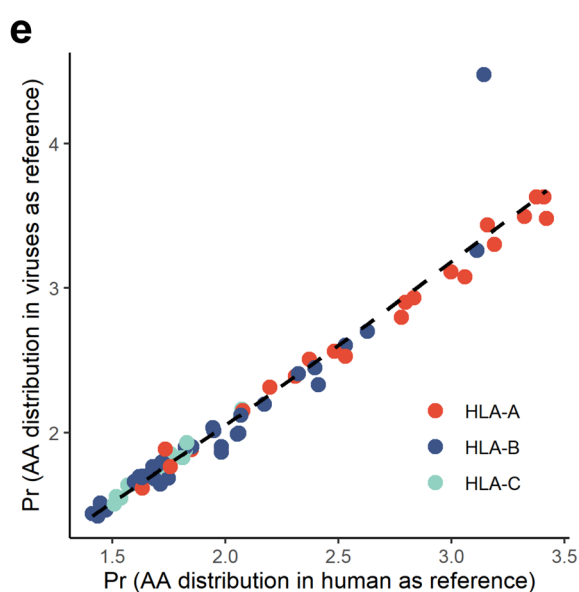 e
Pr (AA distribution in viruses as reference)
4
3
2
HLA-A
HLA-B
HLA-C
1.5 2.0 2.5 3.0 3.5
Pr (AA distribution in human as reference)